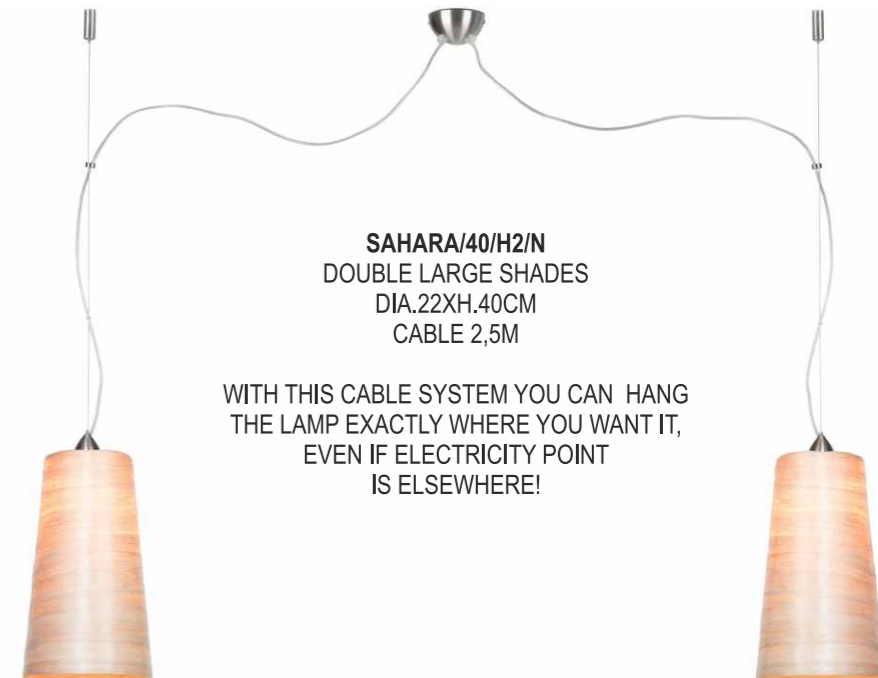 SAHARA/40/H2/N
DOUBLE LARGE SHADES
DIA.22XH.40CM
CABLE 2,5M
WITH THIS CABLE SYSTEM YOU CAN HANG
THE LAMP EXACTLY WHERE YOU WANT IT,
EVEN IF ELECTRICITY POINT
IS ELSEWHERE!